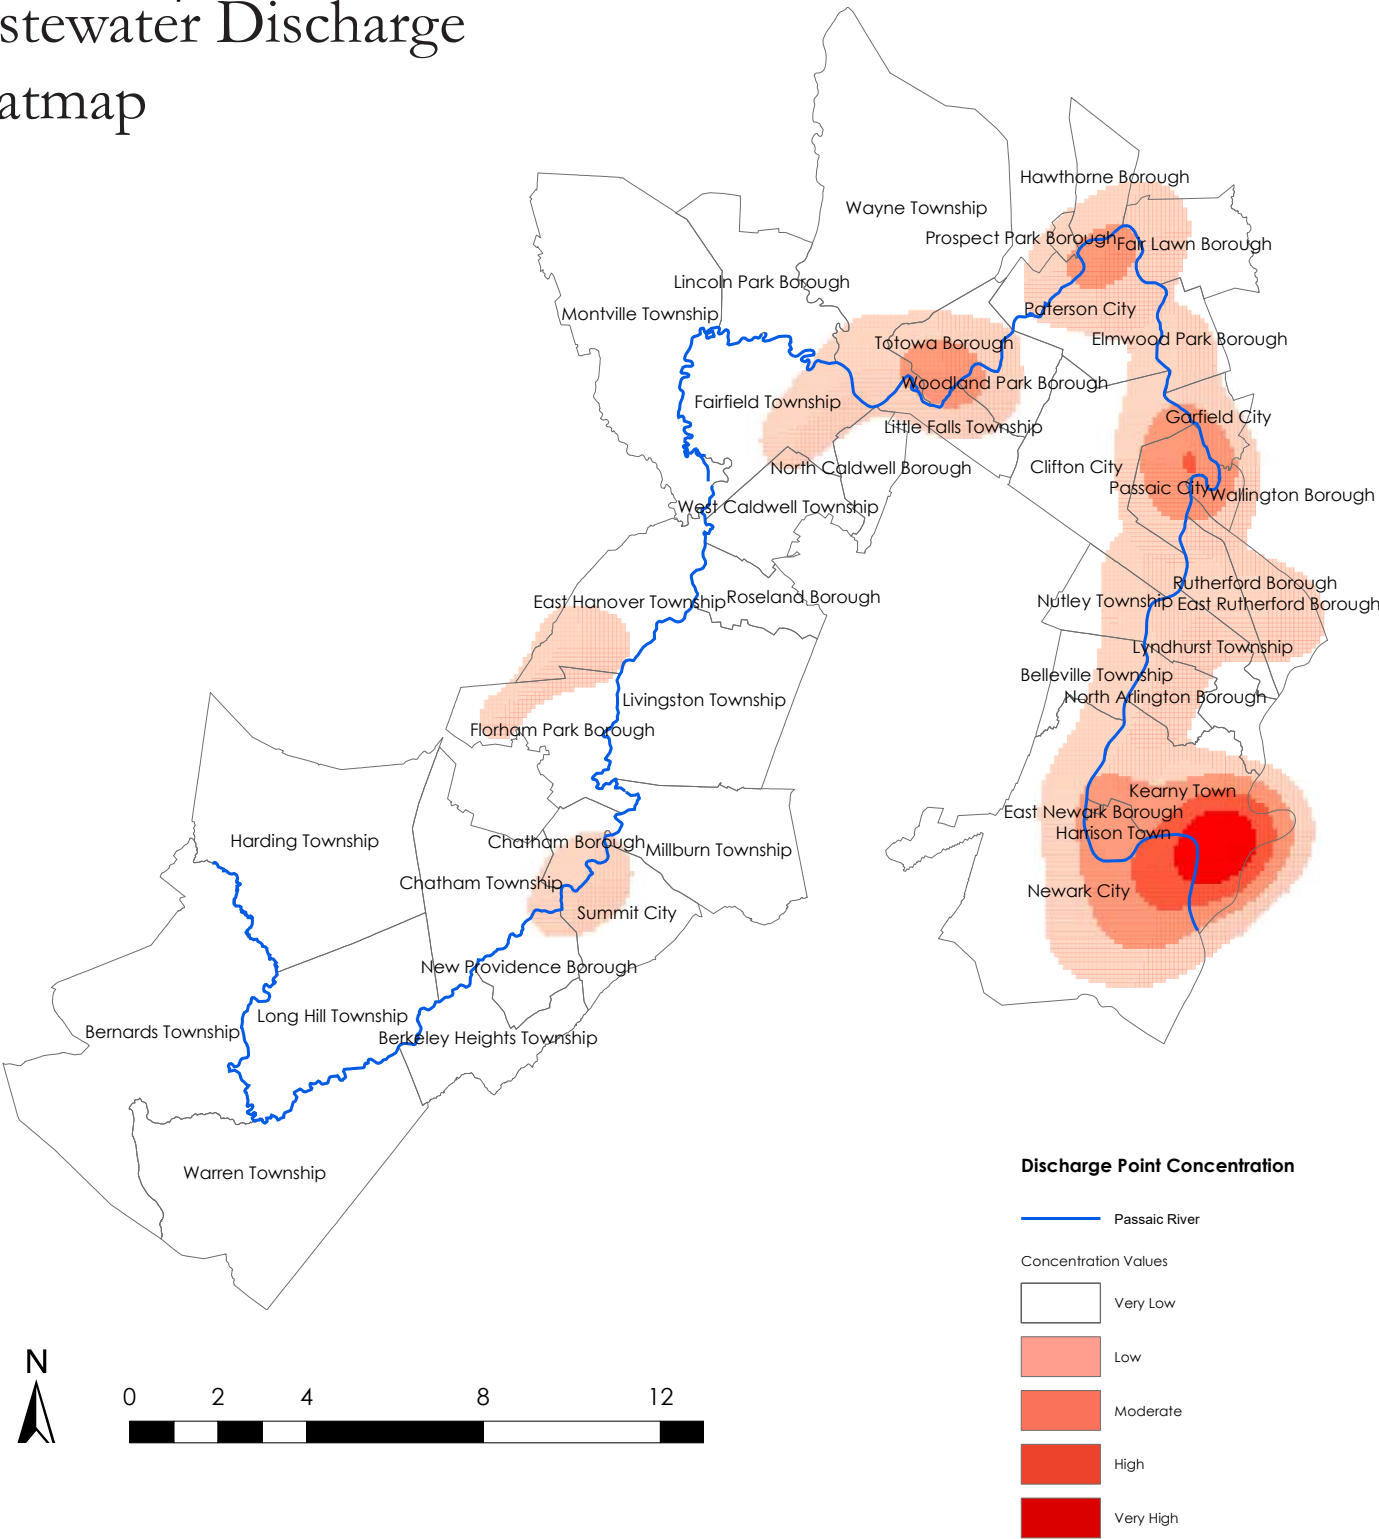 stewater Discharge
atmap
Hawthorne Borough
Wayne Township
Prospect Park Borough
Fair Lawn Borough
Lincoln Park Borough
Montville Township
Paterson City
Elmwood Park Borough
Totowa Borough
Woodland Park Borough
Fairfield Township
Garfield City
Little Falls Township
North Caldwell Borough
Clifton City
Passaic City
Wallington Borough
West Caldwell Township
Rutherford Borough
East Hanover Township
Roseland Borough
Nutley Township
East Rutherford Borough
Lyndhurst Township
Belleville Township
Livingston Township
North Arlington Borough
Florham Park Borough
Kearny Town
East Newark Borough
Harrison Town
Harding Township
Chatham Borough
Millburn Township
Chatham Township
Newark City
Summit City
New Providence Borough
Long Hill Township
Bernards Township
Berkeley Heights Township
Warren Township
Discharge Point Concentration
Passaic River
Concentration Values
Very Low
Low
Moderate
High
Very High
N
0 2 4 8 12